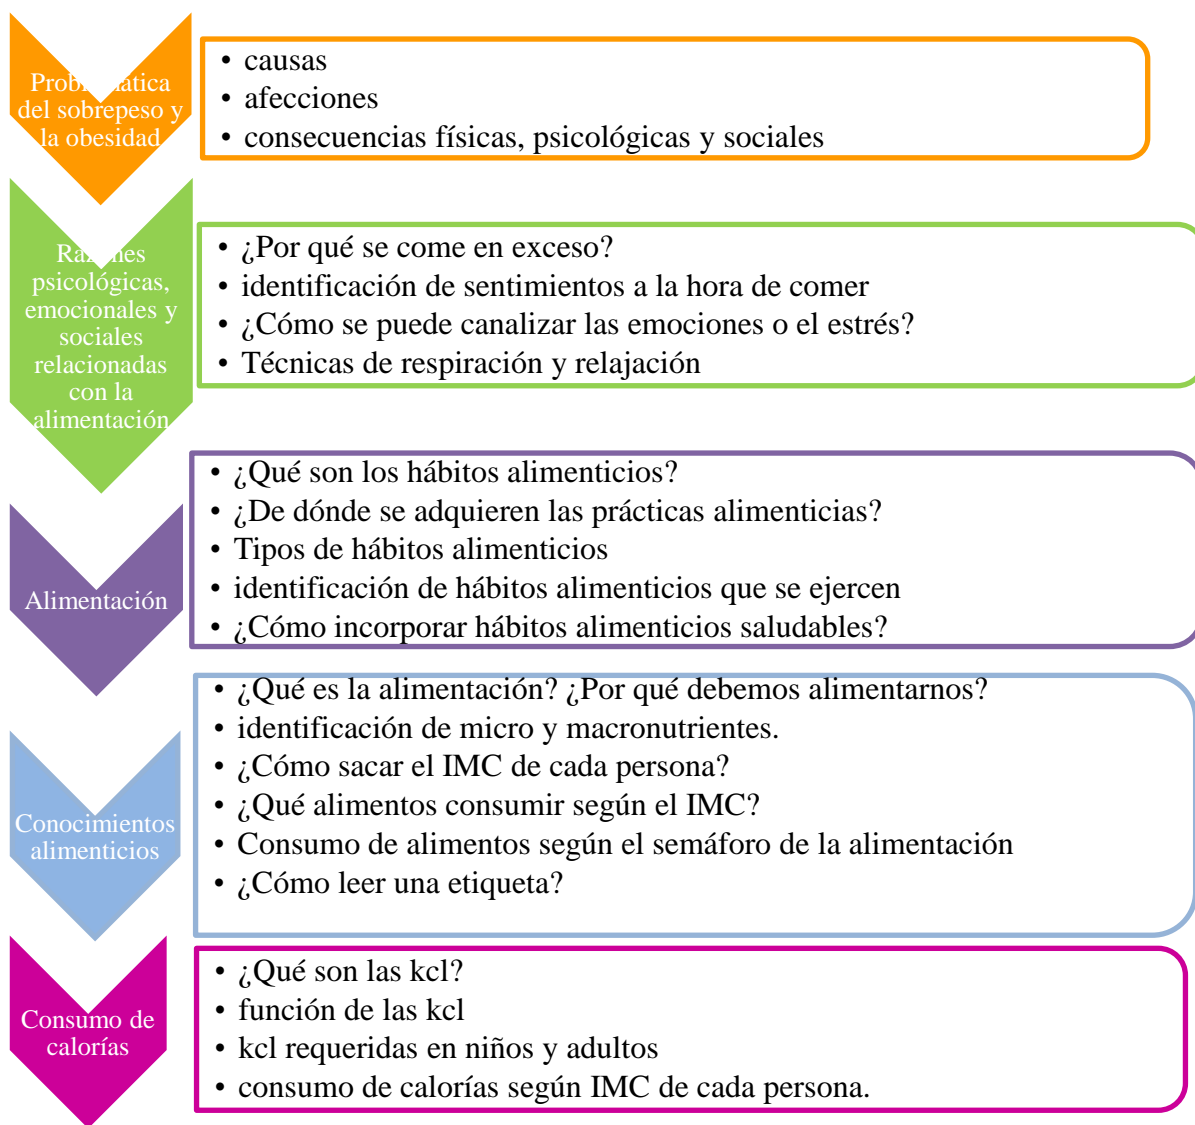 Problemática
del sobrepeso y
la obesidad
• causas
• afecciones
• consecuencias físicas, psicológicas y sociales
Razones
psicológicas,
emocionales y
sociales
relacionadas
con la
alimentación
• ¿Por qué se come en exceso?
• identificación de sentimientos a la hora de comer
• ¿Cómo se puede canalizar las emociones o el estrés?
• Técnicas de respiración y relajación
Alimentación
• ¿Qué son los hábitos alimenticios?
• ¿De dónde se adquieren las prácticas alimenticias?
• Tipos de hábitos alimenticios
• identificación de hábitos alimenticios que se ejercen
• ¿Cómo incorporar hábitos alimenticios saludables?
Conocimientos
alimenticios
• ¿Qué es la alimentación? ¿Por qué debemos alimentarnos?
• identificación de micro y macronutrientes.
• ¿Cómo sacar el IMC de cada persona?
• ¿Qué alimentos consumir según el IMC?
• Consumo de alimentos según el semáforo de la alimentación
• ¿Cómo leer una etiqueta?
Consumo de
calorías
• ¿Qué son las kcl?
• función de las kcl
• kcl requeridas en niños y adultos
• consumo de calorías según IMC de cada persona.